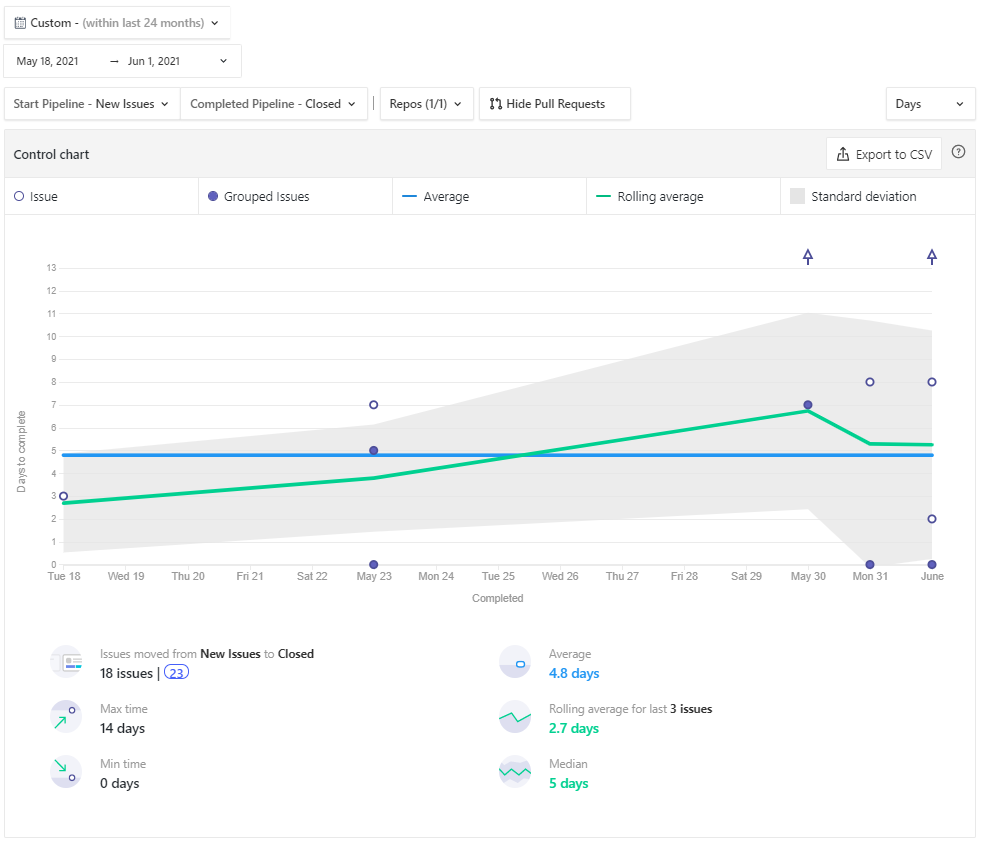 Custom - (within last 24 months)
May 18, 2021 → Jun 1, 2021
Start Pipeline - New Issues
Completed Pipeline - Closed
Repos (1/1)
Hide Pull Requests
Days
Control chart
Export to CSV
?
Issue
Grouped Issues
Average
Rolling average
Standard deviation
Days to complete
13
12
11
10
9
8
7
6
5
4
3
2
1
0
Tue 18 Wed 19 Thu 20 Fri 21 Sat 22 May 23 Mon 24 Tue 25 Wed 26 Thu 27 Fri 28 Sat 29 May 30 Mon 31 June
Completed
Issues moved from New Issues to Closed
18 issues | 23
Max time
14 days
Min time
0 days
Average
4.8 days
Rolling average for last 3 issues
2.7 days
Median
5 days